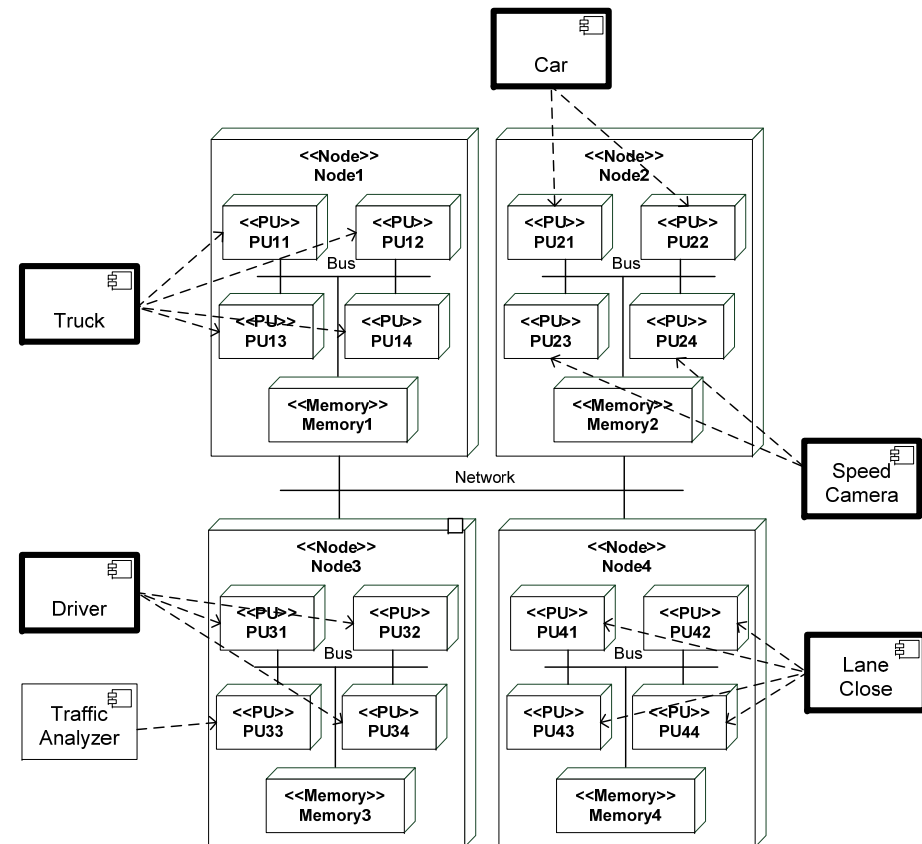 Car
<<Node>>
Node1
<<Node>>
Node2
<<PU>>
PU11
<<PU>>
PU12
<<PU>>
PU21
<<PU>>
PU22
Bus
Bus
Truck
<<PU>>
PU13
<<PU>>
PU14
<<PU>>
PU23
<<PU>>
PU24
<<Memory>>
Memory1
<<Memory>>
Memory2
Speed
Camera
Network
<<Node>>
Node3
<<Node>>
Node4
Driver
<<PU>>
PU31
<<PU>>
PU32
<<PU>>
PU41
<<PU>>
PU42
Bus
Bus
Lane
Close
Traffic
Analyzer
<<PU>>
PU33
<<PU>>
PU34
<<PU>>
PU43
<<PU>>
PU44
<<Memory>>
Memory3
<<Memory>>
Memory4